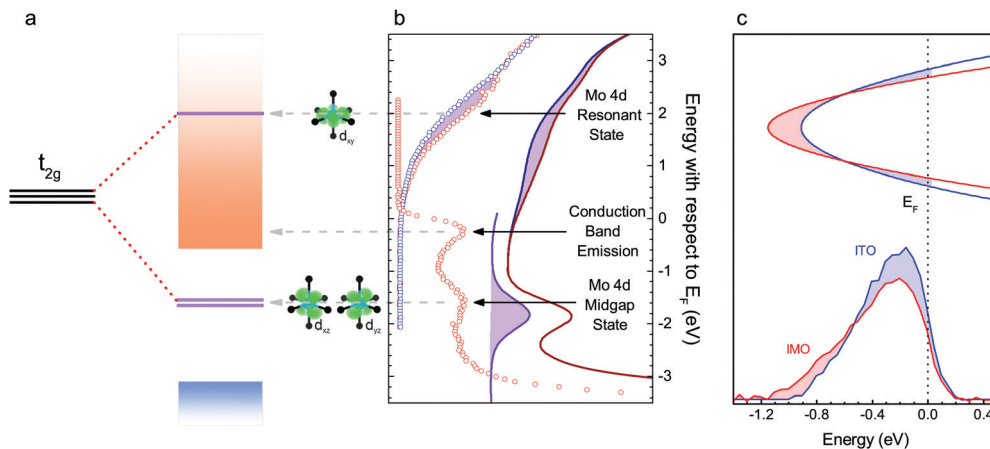 a
b
c
t2g
dxy
dxz
dyz
Mo 4d
Resonant
State
Conduction
Band
Emission
Mo 4d
Midgap
State
3
2
1
0
-1
-2
-3
Energy with respect to EF (eV)
EF
ITO
IMO
-1.2
-0.8
-0.4
0.0
0.4
Energy (eV)